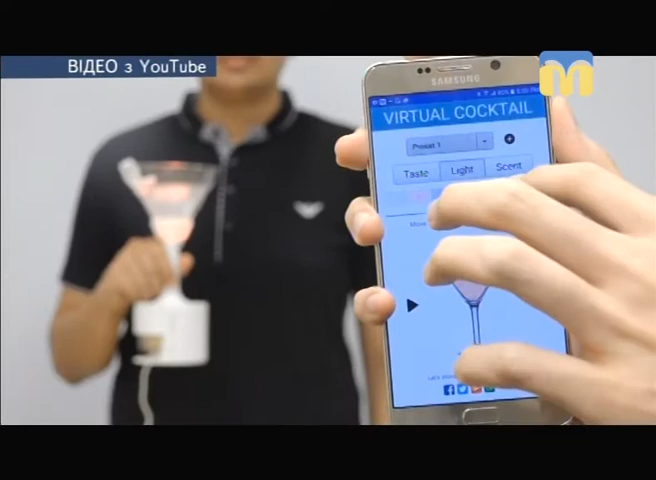 ВІДЕО з YouTube
SAMSUNG
VIRTUAL COCKTAIL
Preset 1
Taste
Light
Scent